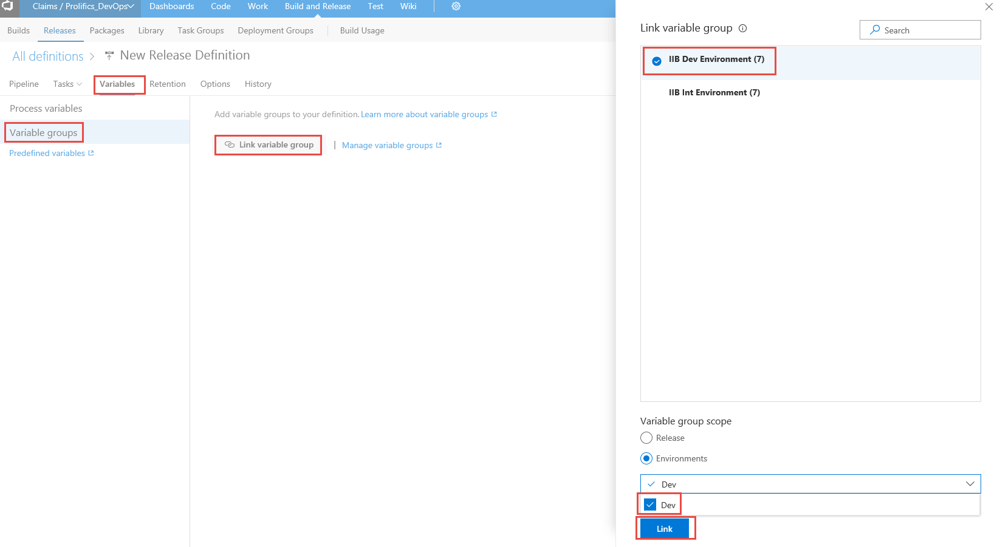 Claims / Prolifics_DevOps Dashboards Code Work Build and Release Test Wiki
Builds Releases Packages Library Task Groups Deployment Groups Build Usage
All definitions > New Release Definition
Pipeline Tasks Variables Retention Options History
Process variables
Variable groups
Predefined variables
Add variable groups to your definition. Learn more about variable groups
Link variable group | Manage variable groups
Link variable group
Search
IIB Dev Environment (7)
IIB Int Environment (7)
Variable group scope
Release
Environments
Dev
Dev
Link